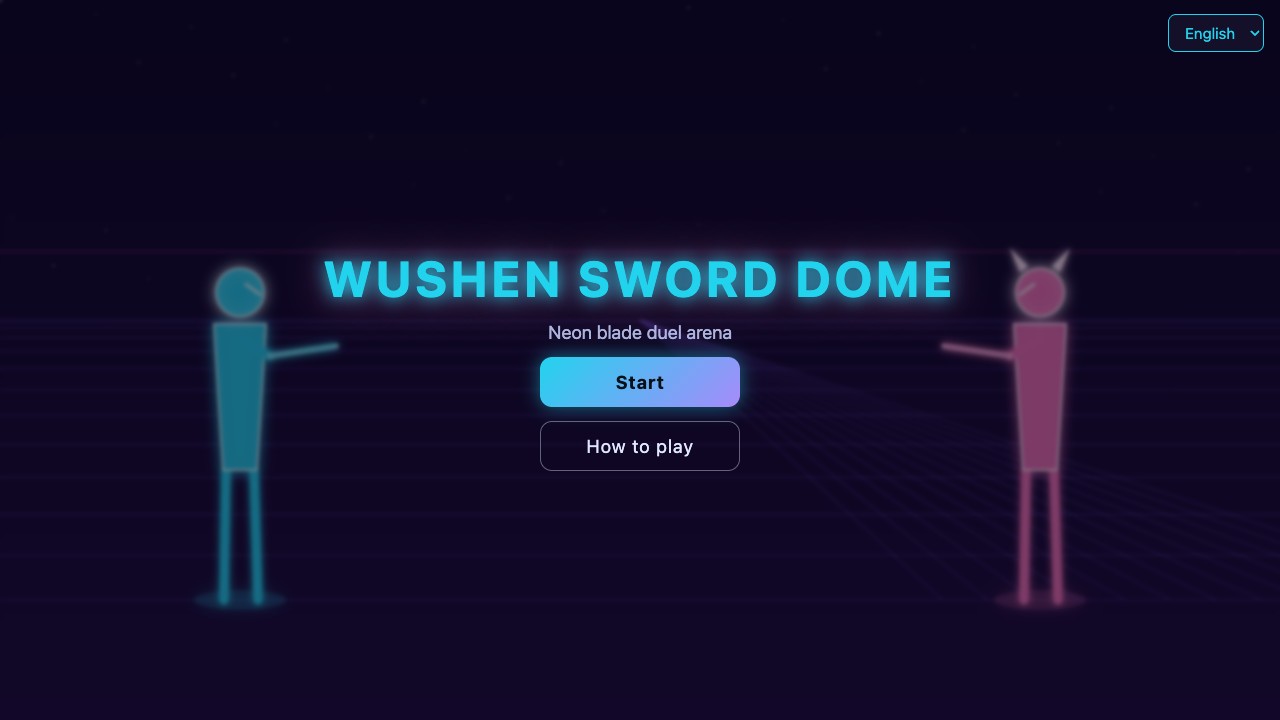 English
WUSHEN SWORD DOME
Neon blade duel arena
Start
How to play